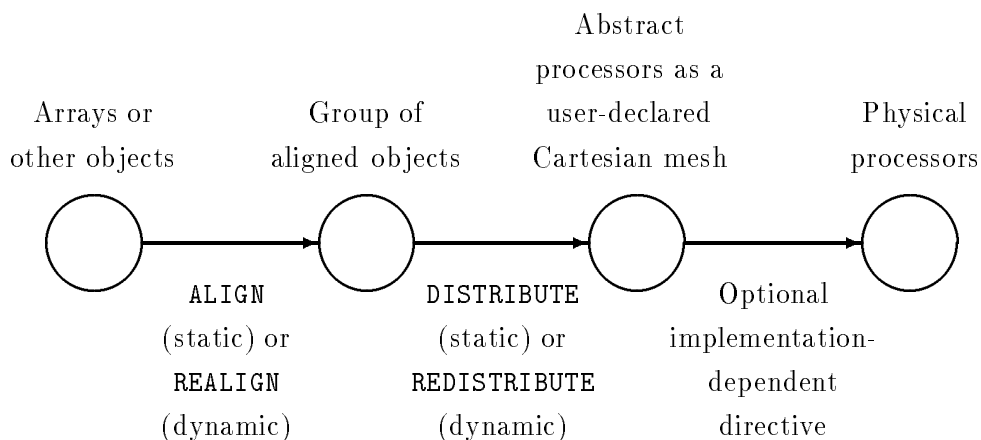 Abstract
processors as a
Arrays or
Group of
user-declared
Physical
other objects
aligned objects
Cartesian mesh
processors
ALIGN
DISTRIBUTE
Optional
(static) or
(static) or
implementation-
REALIGN
REDISTRIBUTE
dependent
(dynamic)
(dynamic)
directive